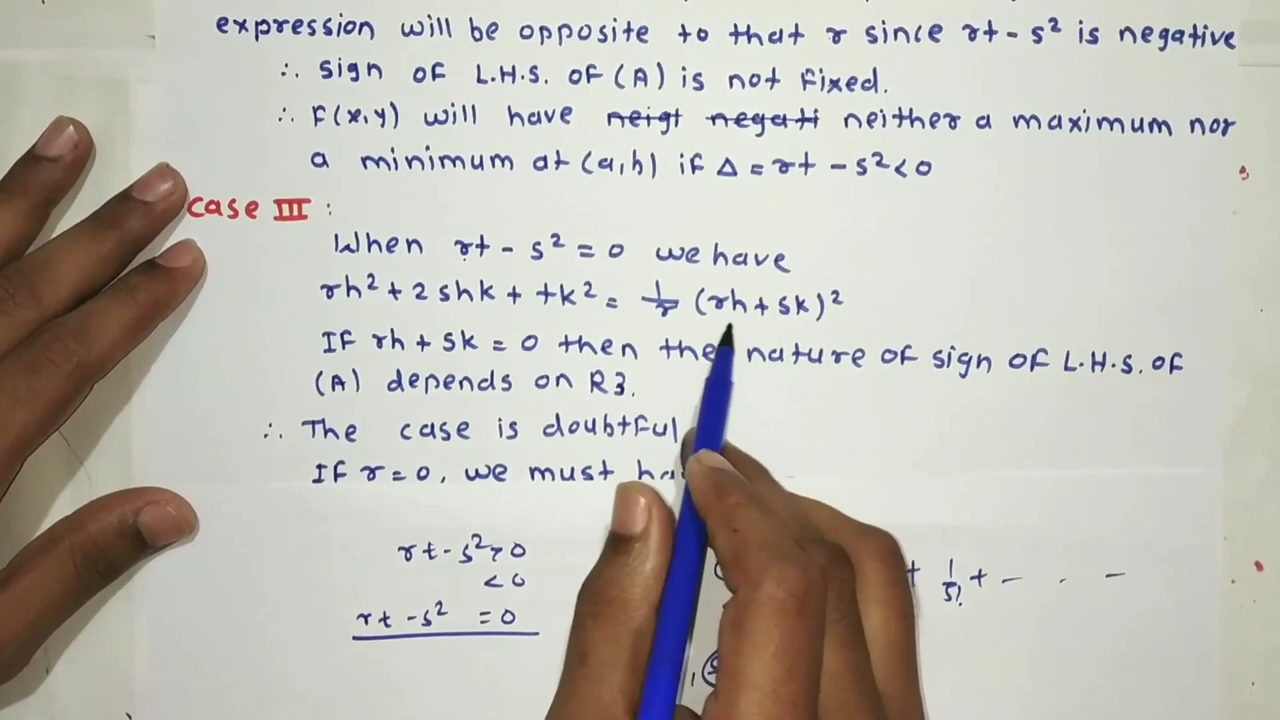 expression will be opposite to that r since rt - s² is negative
∴ sign of L.H.S. of (A) is not fixed.
∴ F(x,y) will have neigt negati neither a maximum nor
a minimum at (a,b) if Δ = rt - s² < 0
case III :
When rt - s² = 0 we have
rh² + 2shk + tk² = 1/r (rh + sk)²
If rh + sk = 0 then the nature of sign of L.H.S. of
(A) depends on R3.
∴ The case is doubtful
If r = 0, we must
rt - s² > 0
< 0
rt - s² = 0
+ 1/5! + - . -